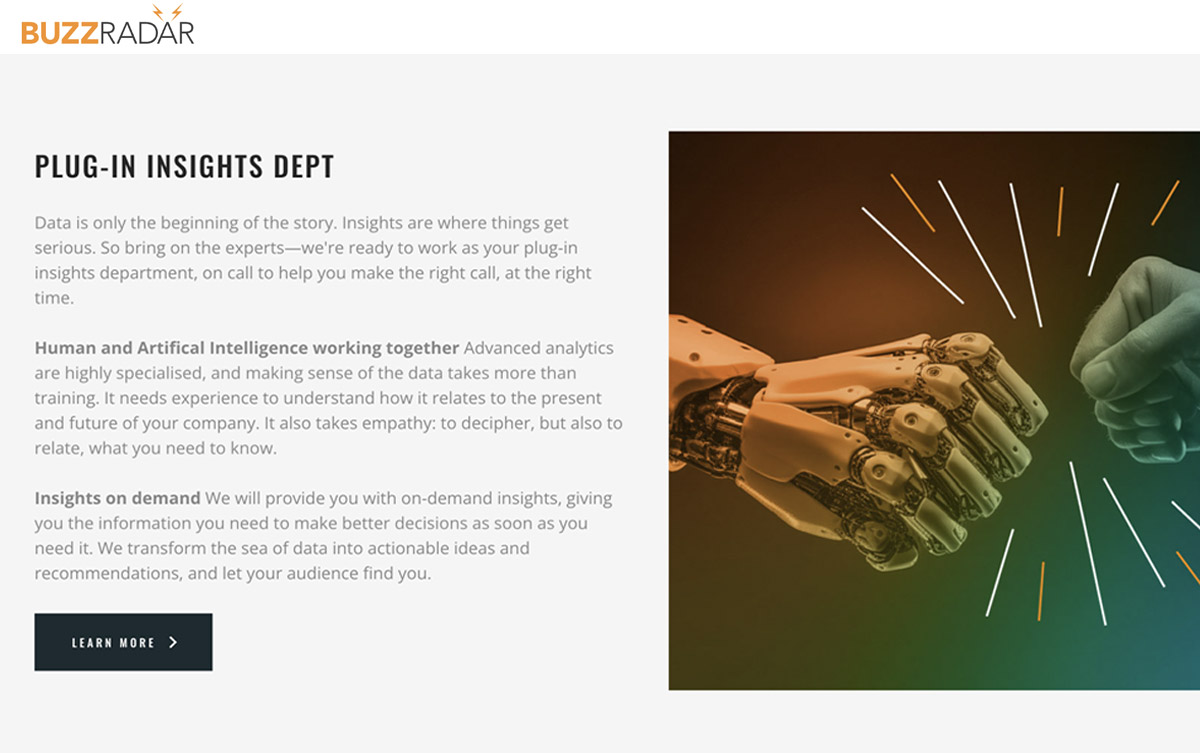 BUZZRADAR
PLUG-IN INSIGHTS DEPT
Data is only the beginning of the story. Insights are where things get
serious. So bring on the experts—we're ready to work as your plug-in
insights department, on call to help you make the right call, at the right
time.
Human and Artifical Intelligence working together Advanced analytics
are highly specialised, and making sense of the data takes more than
training. It needs experience to understand how it relates to the present
and future of your company. It also takes empathy: to decipher, but also to
relate, what you need to know.
Insights on demand We will provide you with on-demand insights, giving
you the information you need to make better decisions as soon as you
need it. We transform the sea of data into actionable ideas and
recommendations, and let your audience find you.
LEARN MORE